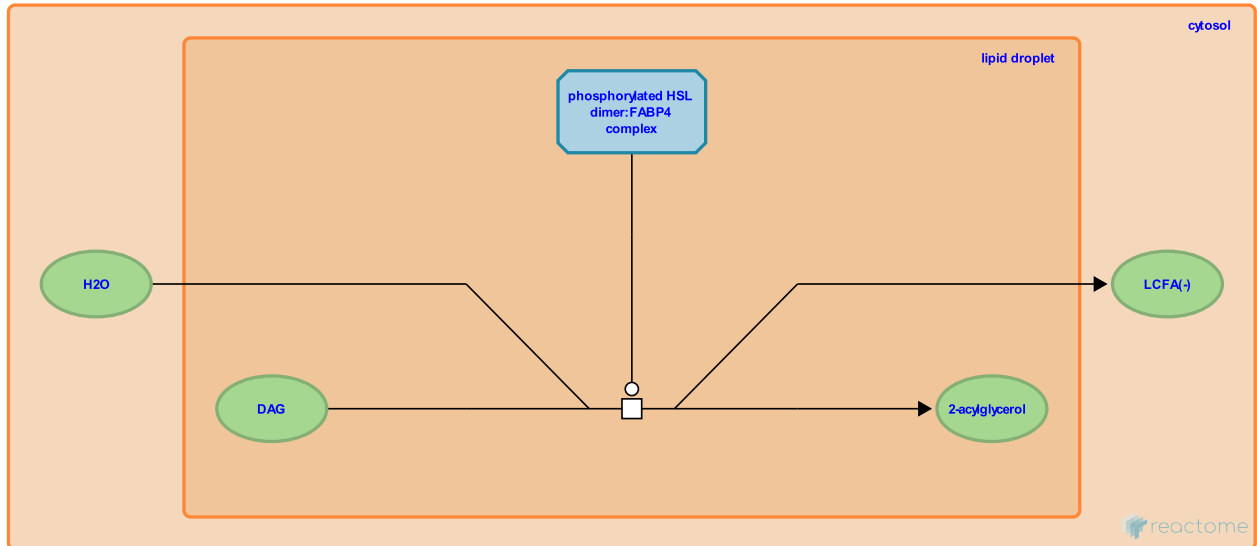 cytosol
lipid droplet
phosphorylated HSL
dimer:FABP4
complex
H2O
LCFA(-)
DAG
2-acylglycerol
reactome